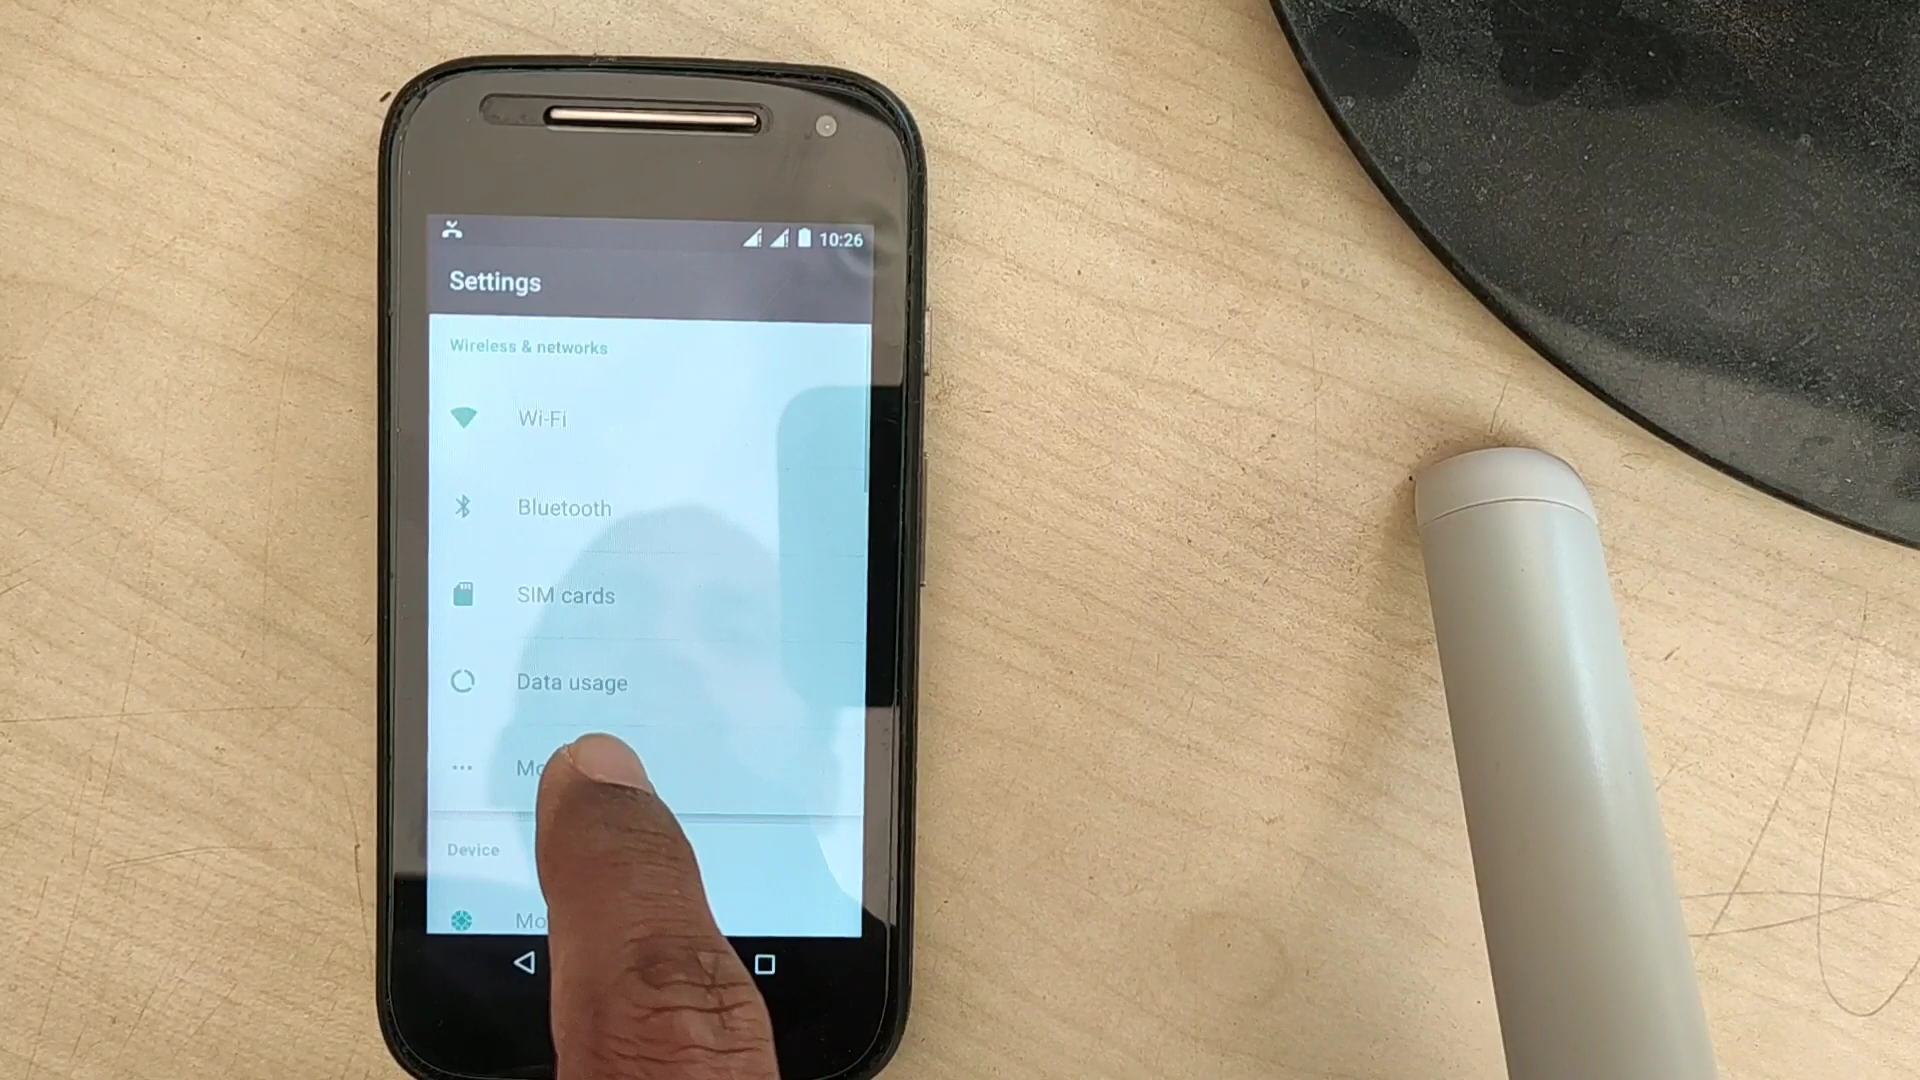 10:26
Settings
Wireless & networks
Wi-Fi
Bluetooth
SIM cards
Data usage
Device